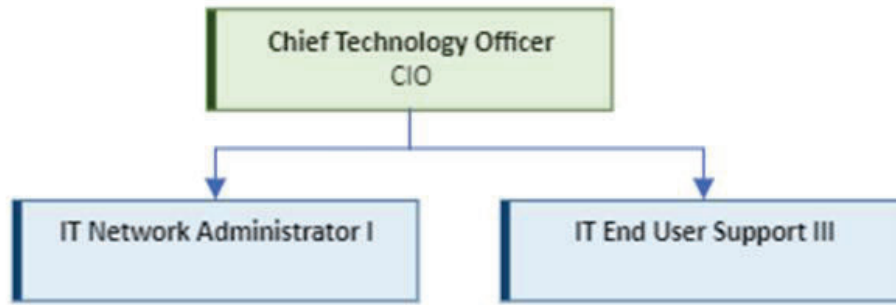 Chief Technology Officer
CIO
IT Network Administrator I
IT End User Support III